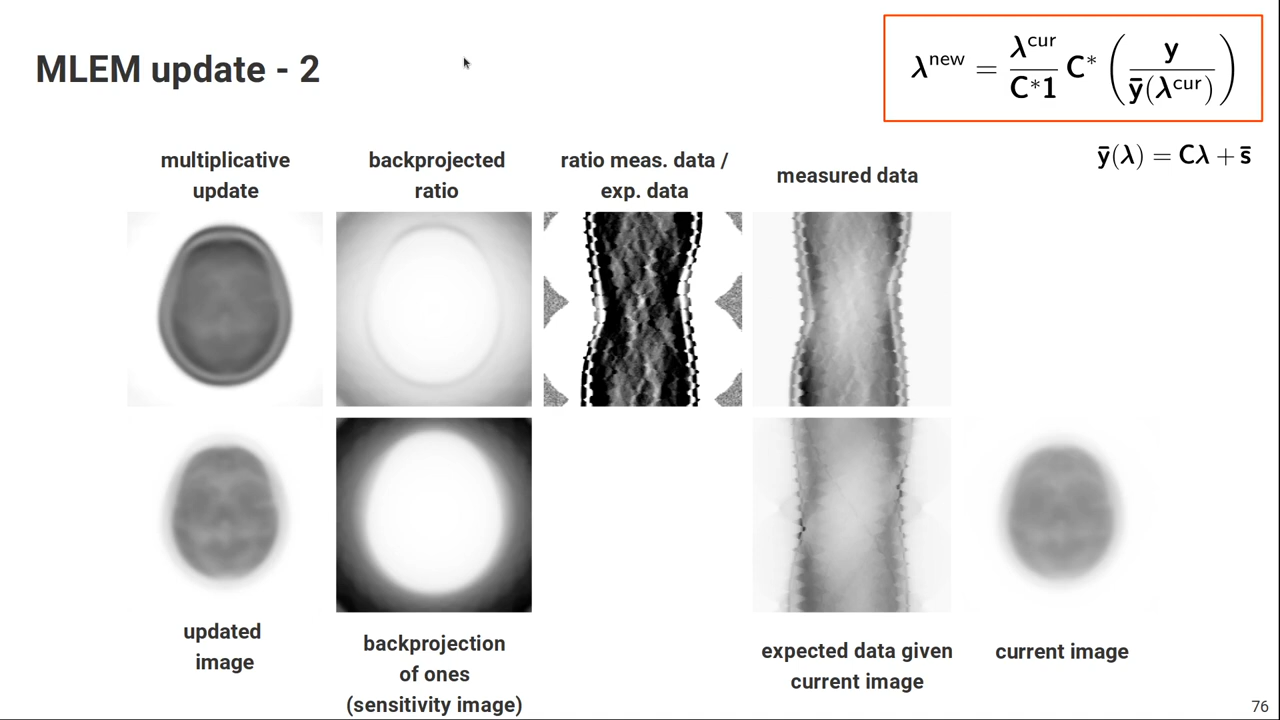 MLEM update - 2
λ^new = λ^cur / C*1 C* ( y / ȳ(λ^cur) )
ȳ(λ) = Cλ + s̄
multiplicative
update
backprojected
ratio
ratio meas. data /
exp. data
measured data
updated
image
backprojection
of ones
(sensitivity image)
expected data given
current image
current image
76